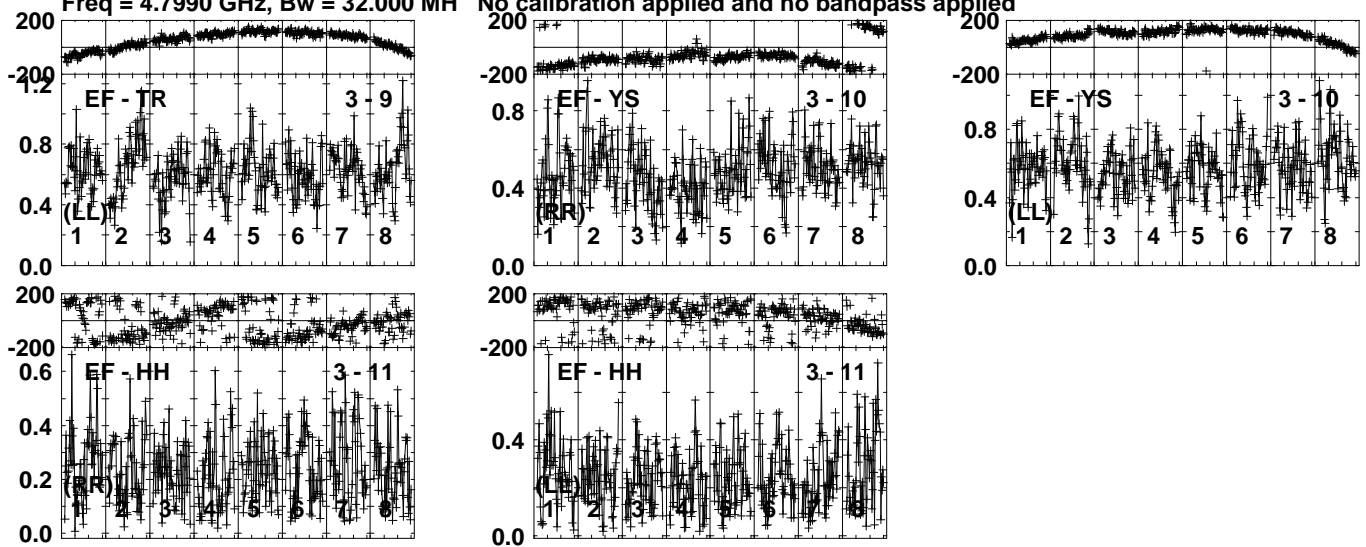 Freq = 4.7990 GHz, Bw = 32.000 MH No calibration applied and no bandpass applied
200
-200
1.2
0.8
0.4
0.0
EF - TR 3 - 9
(LL)
1 2 3 4 5 6 7 8
200
-200
0.8
0.4
0.0
EF - YS 3 - 10
(RR)
1 2 3 4 5 6 7 8
200
-200
0.8
0.4
0.0
EF - YS 3 - 10
(LL)
1 2 3 4 5 6 7 8
200
-200
0.6
0.4
0.2
0.0
EF - HH 3 - 11
(RR)
1 2 3 4 5 6 7 8
200
-200
0.4
0.0
EF - HH 3 - 11
(LL)
1 2 3 4 5 6 7 8